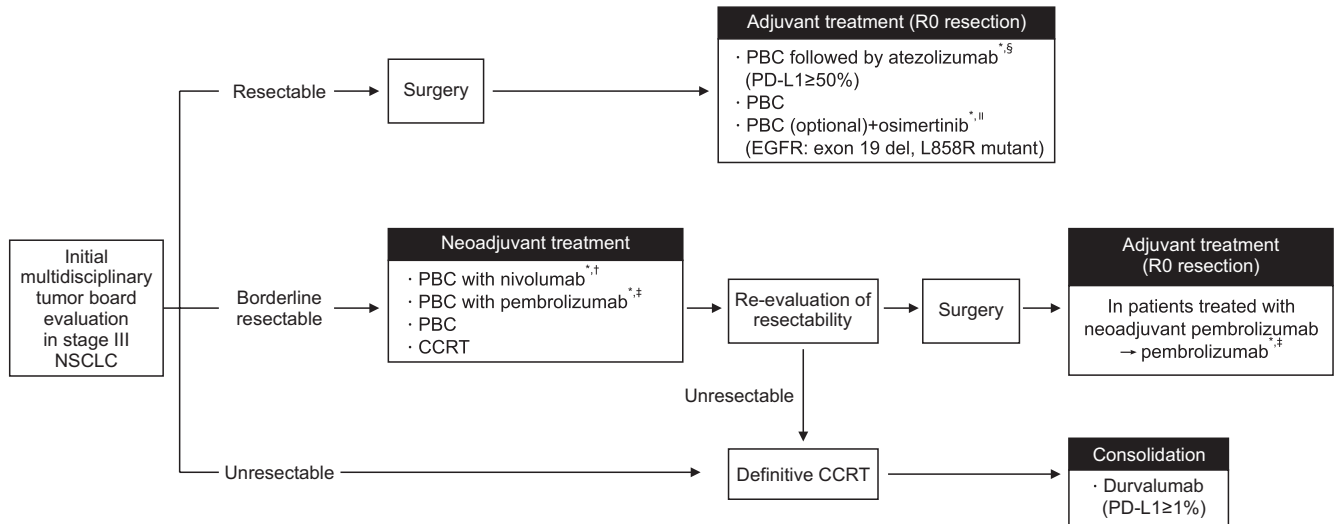 Initial
multidisciplinary
tumor board
evaluation
in stage III
NSCLC
Resectable
Surgery
Adjuvant treatment (R0 resection)
· PBC followed by atezolizumab*,§
(PD-L1≥50%)
· PBC
· PBC (optional)+osimertinib*,||
(EGFR: exon 19 del, L858R mutant)
Borderline
resectable
Neoadjuvant treatment
· PBC with nivolumab*,†
· PBC with pembrolizumab*,‡
· PBC
· CCRT
Re-evaluation of
resectability
Surgery
Adjuvant treatment
(R0 resection)
In patients treated with
neoadjuvant pembrolizumab
→ pembrolizumab*,‡
Unresectable
Unresectable
Definitive CCRT
Consolidation
· Durvalumab
(PD-L1≥1%)